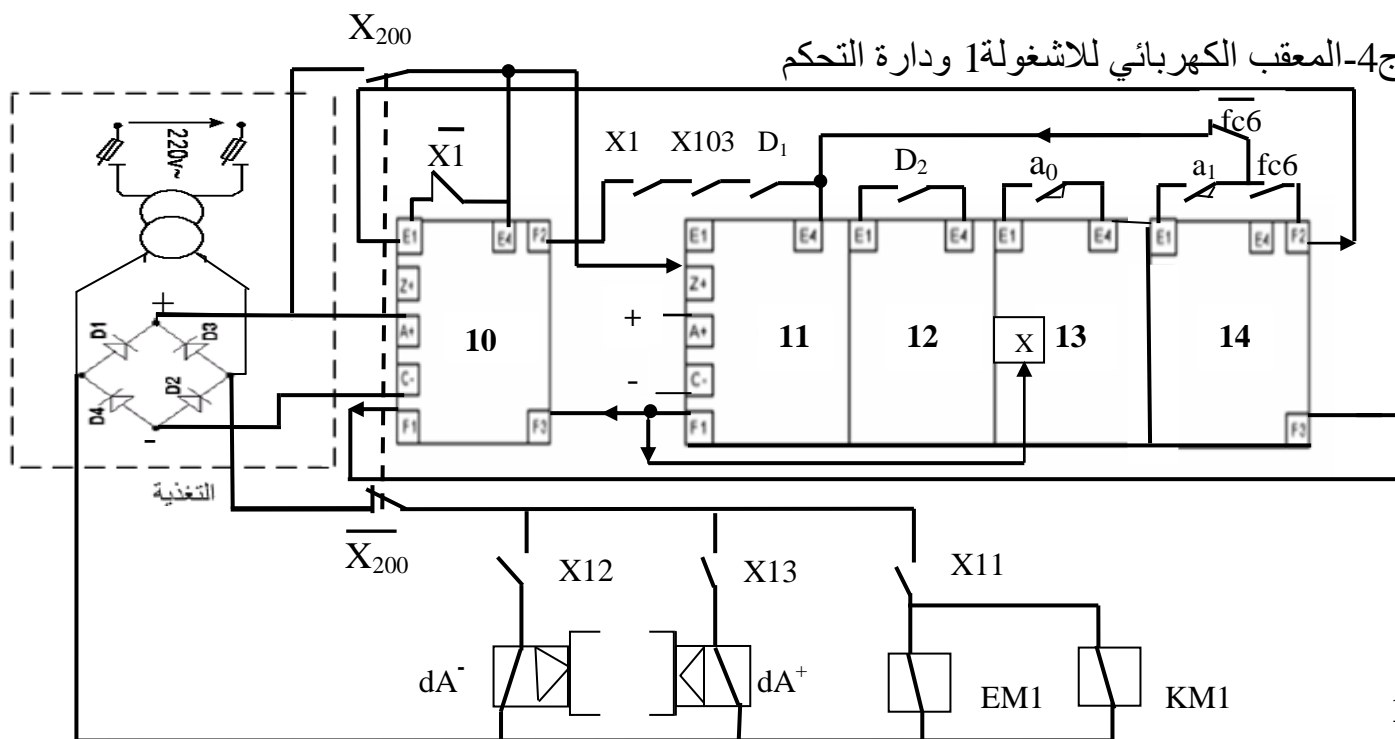 X200
ج4-المعقب الكهربائي للاشغولة1 ودارة التحكم
220v~
X1
X1 X103 D1
D2
a0
fc6
a1 fc6
E1 E4 F2
Z+
A+
C-
F1 F3
10
E1 E4
Z+
A+
C-
F1
+
-
11
E1 E4
12
E1 E4
X
13
E1 E4 F2
F3
14
+
D1 D3
D4 D2
-
التغذية
X200
X12 X13 X11
dA- dA+ EM1 KM1